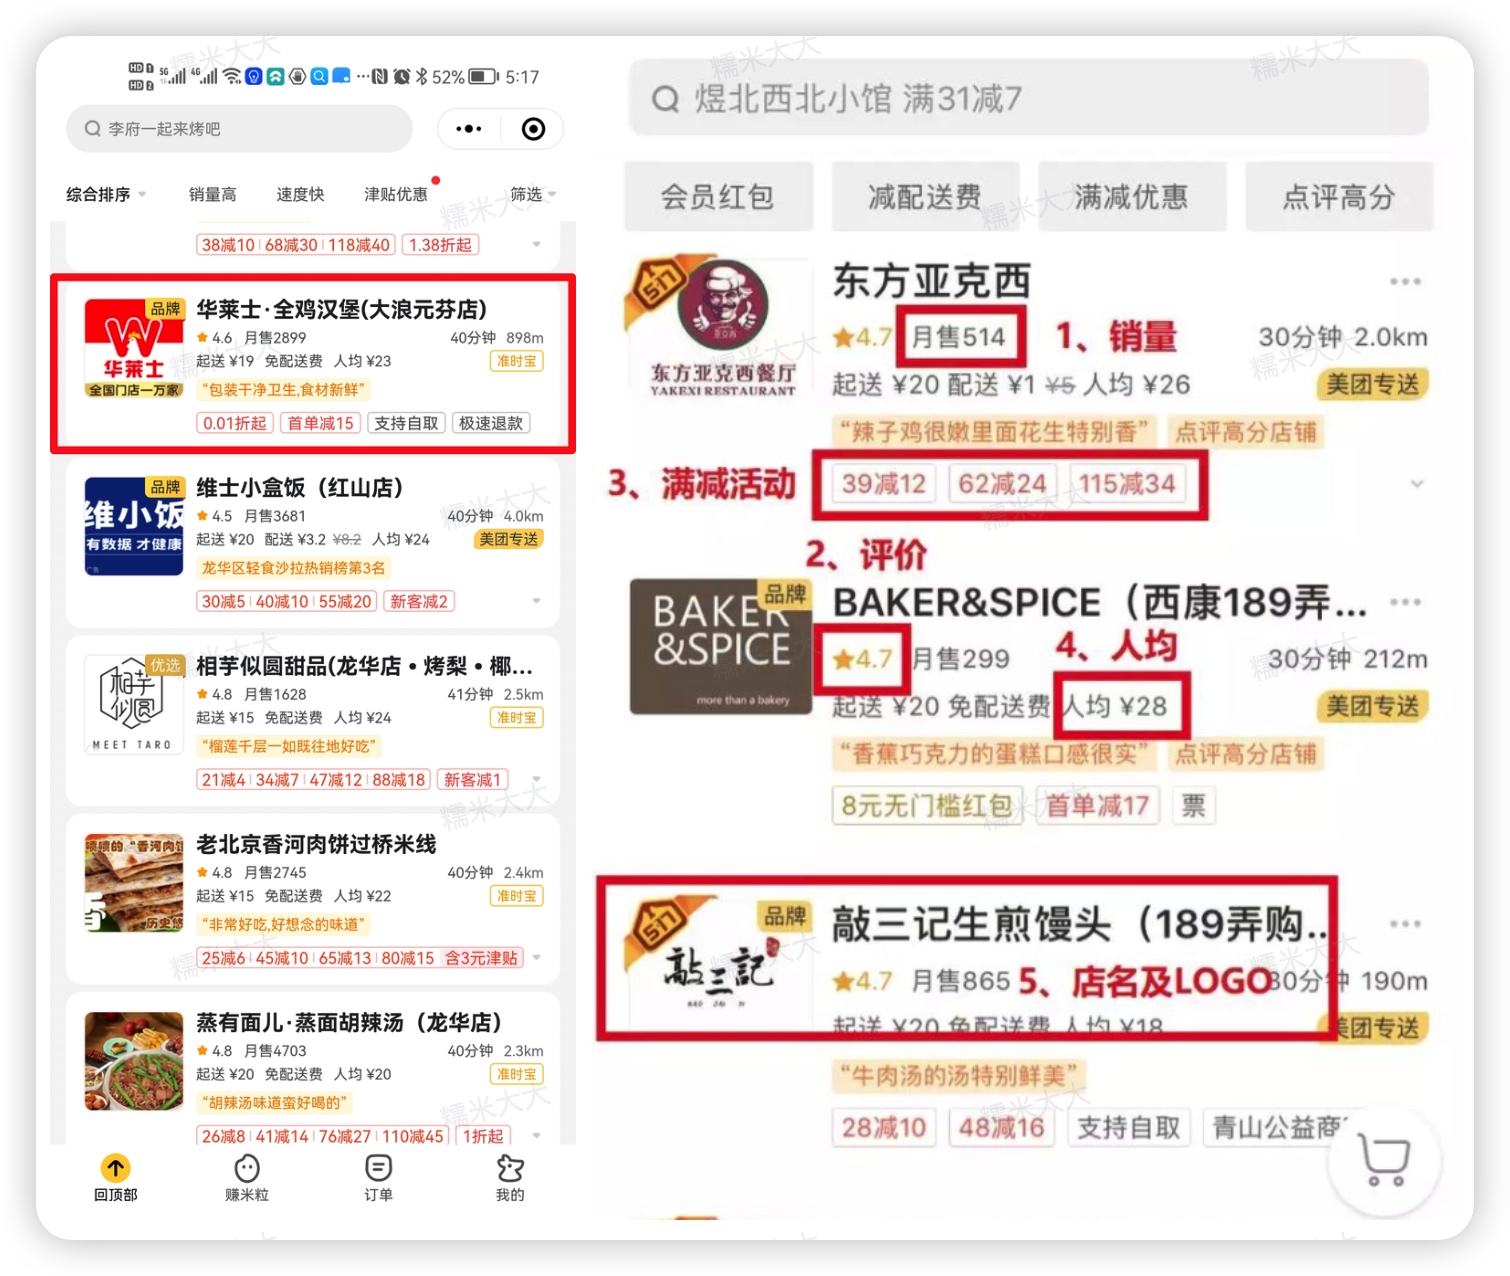 HD 1 5G 4G HD 2 52% 5:17
李府一起来烤吧
综合排序 销量高 速度快 津贴优惠 筛选
38减10 68减30 118减40 1.38折起
品牌
华莱士
全国门店一万家
华莱士·全鸡汉堡(大浪元芬店)
4.6 月售2899 40分钟 898m
起送 ¥19 免配送费 人均 ¥23 准时宝
“包装干净卫生,食材新鲜”
0.01折起 首单减15 支持自取 极速退款
品牌
维小饭
有数据 才健康
广告
维士小盒饭（红山店）
4.5 月售3681 40分钟 4.0km
起送 ¥20 配送 ¥3.2 ¥8.2 人均 ¥24 美团专送
龙华区轻食沙拉热销榜第3名
30减5 40减10 55减20 新客减2
优选
相芋似圆
MEET TARO
相芋似圆甜品(龙华店•烤梨•椰...
4.8 月售1628 41分钟 2.5km
起送 ¥15 免配送费 人均 ¥24 准时宝
“榴莲千层一如既往地好吃”
21减4 34减7 47减12 88减18 新客减1
老北京香河肉饼过桥米线
4.8 月售2745 40分钟 2.4km
起送 ¥15 免配送费 人均 ¥22 准时宝
“非常好吃,好想念的味道”
25减6 45减10 65减13 80减15 含3元津贴
蒸有面儿·蒸面胡辣汤（龙华店）
4.8 月售4703 40分钟 2.3km
起送 ¥20 免配送费 人均 ¥20 准时宝
“胡辣汤味道蛮好喝的”
26减8 41减14 76减27 110减45 1折起
回顶部 赚米粒 订单 我的
煜北西北小馆 满31减7
会员红包 减配送费 满减优惠 点评高分
517
东方亚克西餐厅
YAKEXI RESTAURANT
东方亚克西
4.7 月售514 1、销量 30分钟 2.0km
起送 ¥20 配送 ¥1 ¥5 人均 ¥26 美团专送
“辣子鸡很嫩里面花生特别香” 点评高分店铺
3、满减活动 39减12 62减24 115减34
2、评价
品牌
BAKER
&SPICE
more than a bakery
BAKER&SPICE（西康189弄...
4.7 月售299 4、人均 30分钟 212m
起送 ¥20 免配送费 人均 ¥28 美团专送
“香蕉巧克力的蛋糕口感很实” 点评高分店铺
8元无门槛红包 首单减17 票
517
品牌
敲三記
敲三记生煎馒头（189弄购...
4.7 月售865 5、店名及LOGO 30分钟 190m
起送 ¥20 免配送费 人均 ¥18 美团专送
“牛肉汤的汤特别鲜美”
28减10 48减16 支持自取 青山公益商
糯米大大